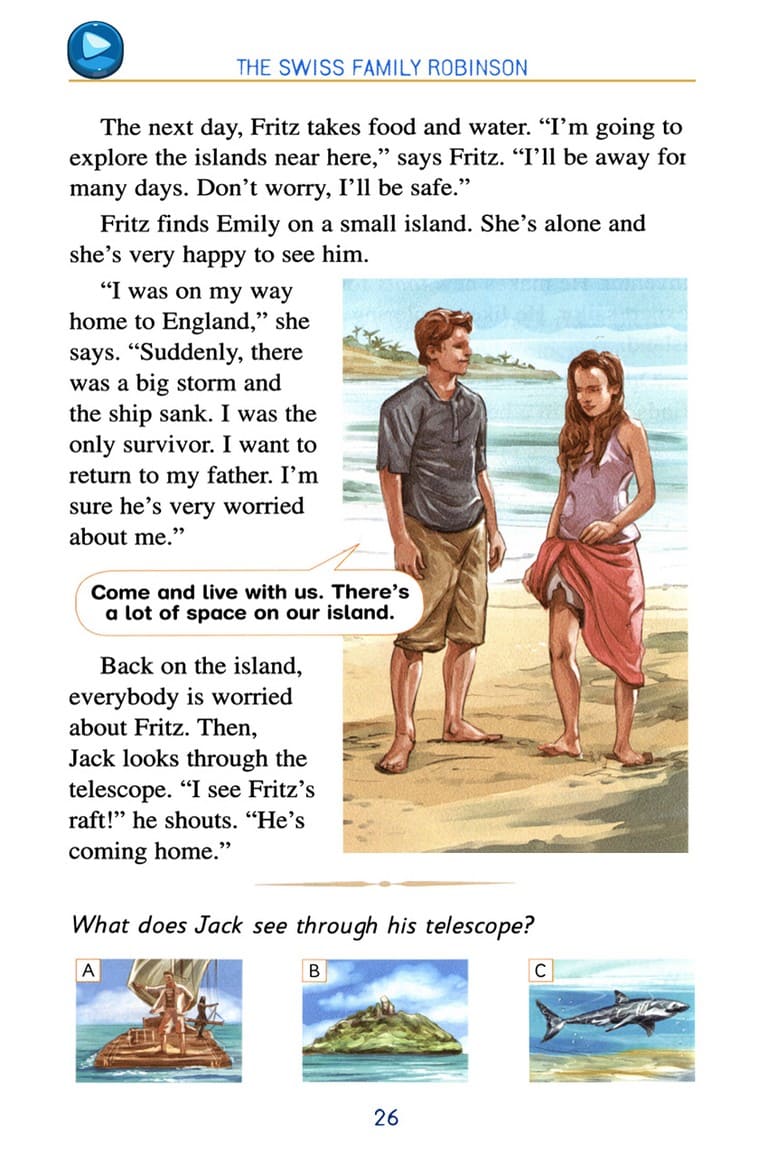 THE SWISS FAMILY ROBINSON
The next day, Fritz takes food and water. “I’m going to
explore the islands near here,” says Fritz. “I’ll be away for
many days. Don’t worry, I’ll be safe.”
Fritz finds Emily on a small island. She’s alone and
she’s very happy to see him.
“I was on my way
home to England,” she
says. “Suddenly, there
was a big storm and
the ship sank. I was the
only survivor. I want to
return to my father. I’m
sure he’s very worried
about me.”
Come and live with us. There’s
a lot of space on our island.
Back on the island,
everybody is worried
about Fritz. Then,
Jack looks through the
telescope. “I see Fritz’s
raft!” he shouts. “He’s
coming home.”
What does Jack see through his telescope?
A
B
C
26